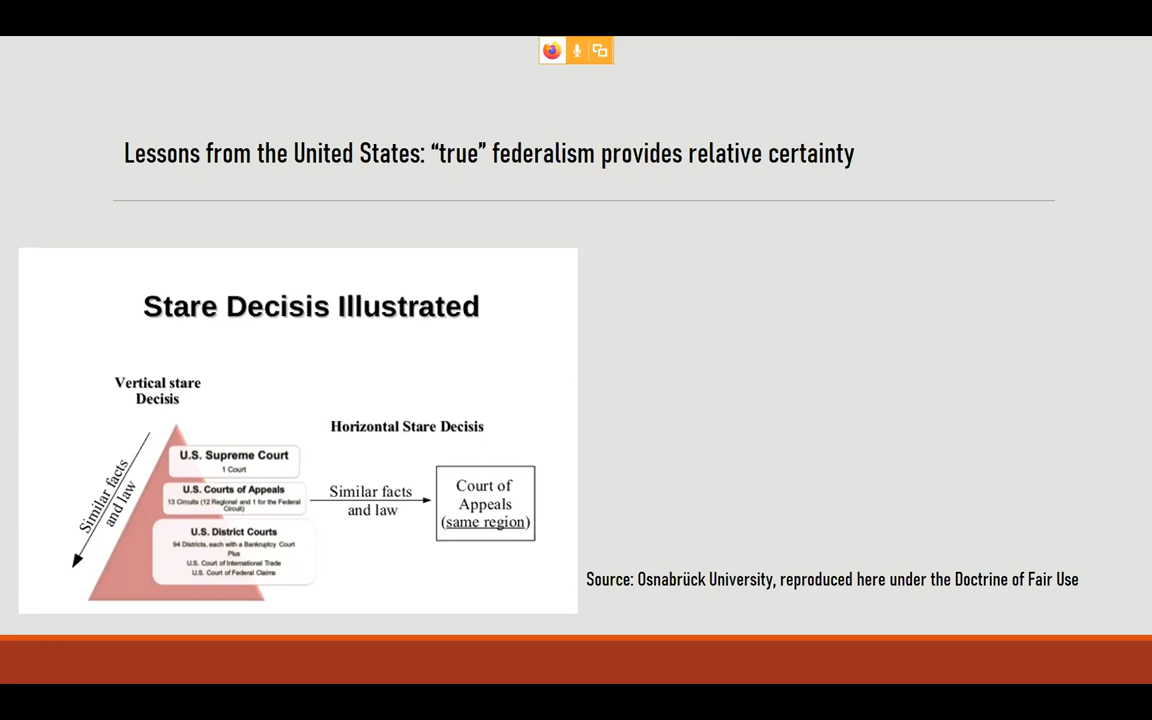 Lessons from the United States: “true” federalism provides relative certainty
Stare Decisis Illustrated
Vertical stare
Decisis
Similar facts
and law
U.S. Supreme Court
1 Court
U.S. Courts of Appeals
13 Circuits (12 Regional and 1 for the Federal
Circuit)
U.S. District Courts
94 Districts, each with a Bankruptcy Court
Plus
U.S. Court of International Trade
U.S. Court of Federal Claims
Horizontal Stare Decisis
Similar facts
and law
Court of
Appeals
(same region)
Source: Osnabrück University, reproduced here under the Doctrine of Fair Use